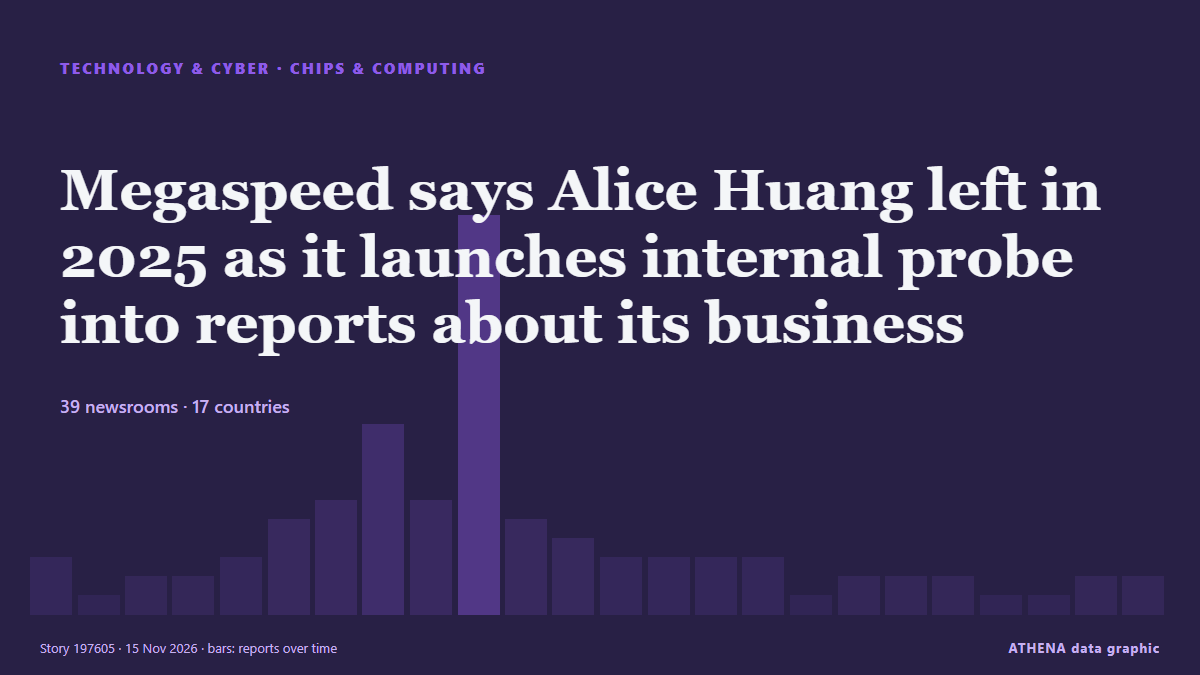 TECHNOLOGY & CYBER · CHIPS & COMPUTING
Megaspeed says Alice Huang left in
2025 as it launches internal probe
into reports about its business
39 newsrooms · 17 countries
Story 197605 · 15 Nov 2026 · bars: reports over time
ATHENA data graphic